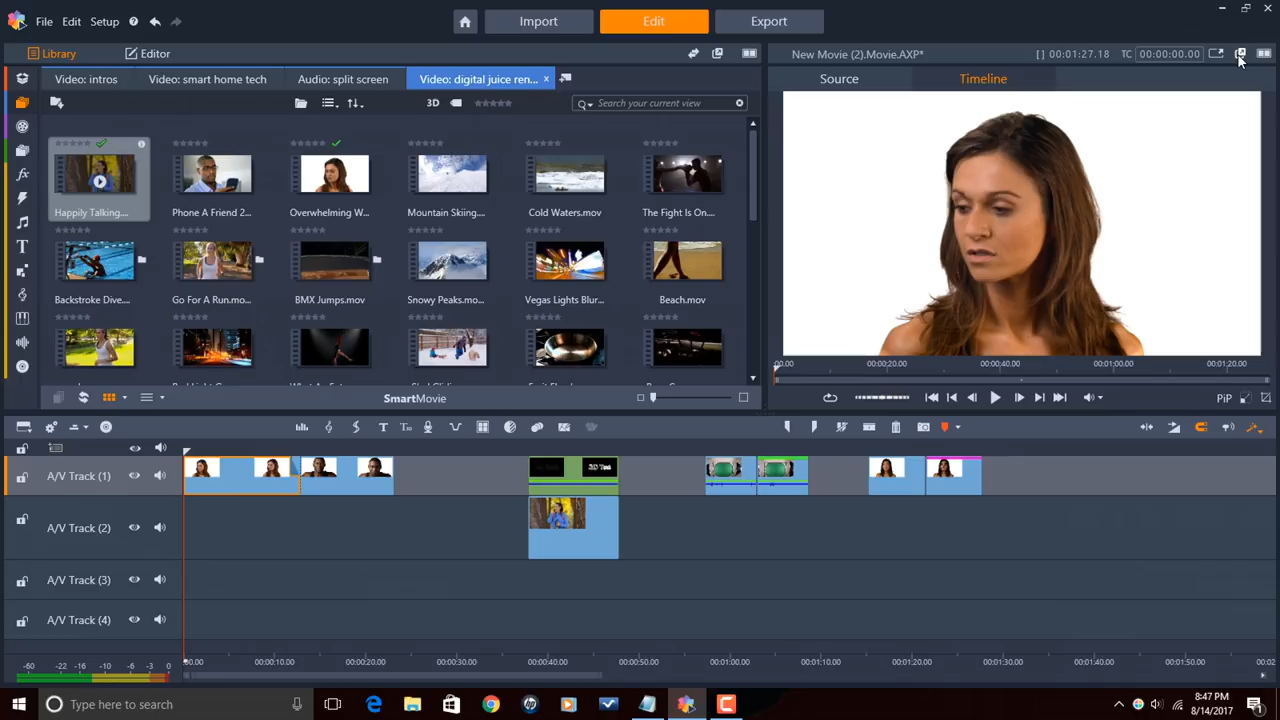 File Edit Setup ? Import Edit Export
Library Editor New Movie (2).Movie.AXP* [] 00:01:27.18 TC 00:00:00.00
Video: intros Video: smart home tech Audio: split screen Video: digital juice ren... × Source Timeline
3D Search your current view
Happily Talking.... Phone A Friend 2... Overwhelming W... Mountain Skiing.... Cold Waters.mov The Fight Is On....
Backstroke Dive.... Go For A Run.mo... BMX Jumps.mov Snowy Peaks.mo... Vegas Lights Blur... Beach.mov
00.00 00:00:20.00 00:00:40.00 00:01:00.00 00:01:20.00
SmartMovie PiP
A/V Track (1)
3D Text
A/V Track (2)
A/V Track (3)
A/V Track (4)
-60 -22 -16 -10 -6 -3 0 00.00 00:00:10.00 00:00:20.00 00:00:30.00 00:00:40.00 00:00:50.00 00:01:00.00 00:01:10.00 00:01:20.00 00:01:30.00 00:01:40.00 00:01:50.00 00:02
Type here to search 8:47 PM
8/14/2017